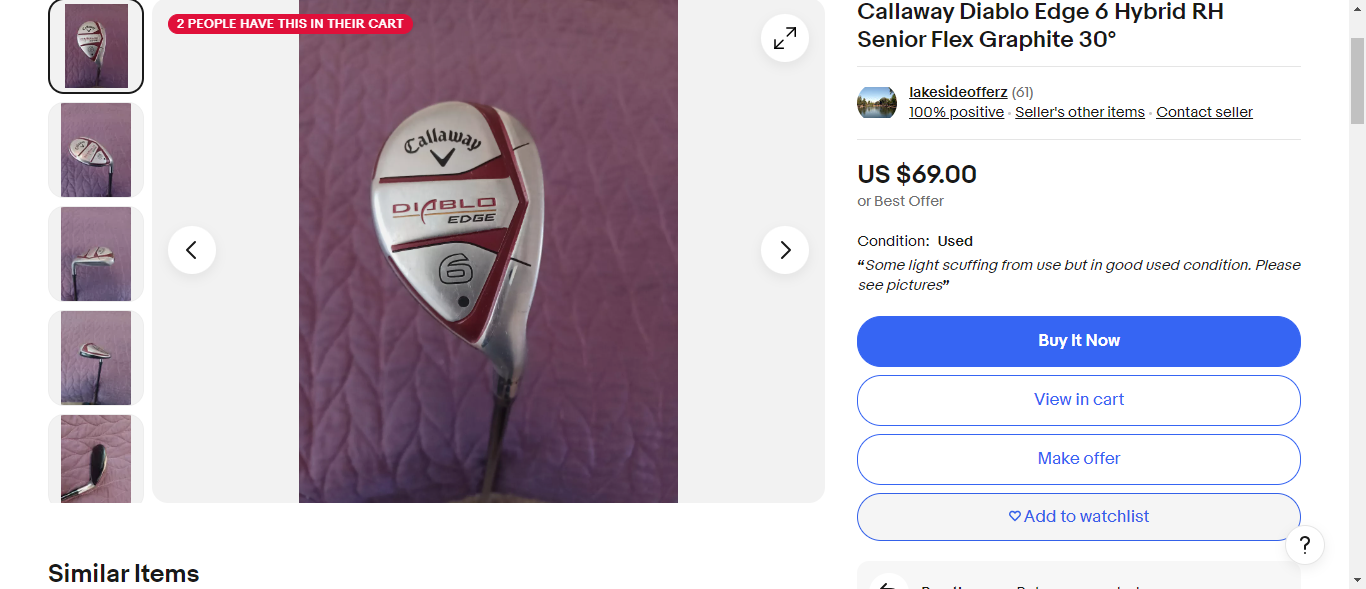 2 PEOPLE HAVE THIS IN THEIR CART
Callaway
DIABLO
EDGE
6
Callaway Diablo Edge 6 Hybrid RH
Senior Flex Graphite 30°
lakesideofferz (61)
100% positive · Seller's other items · Contact seller
US $69.00
or Best Offer
Condition: Used
“Some light scuffing from use but in good used condition. Please
see pictures”
Buy It Now
View in cart
Make offer
Add to watchlist
?
Similar Items